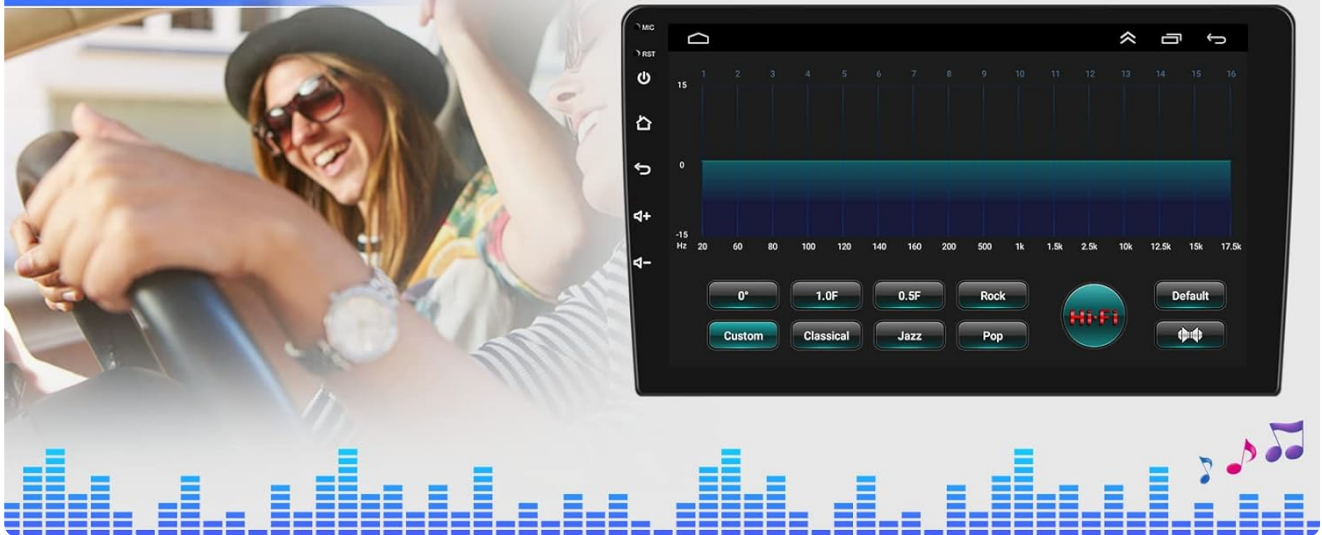 MIC
RST
1 2 3 4 5 6 7 8 9 10 11 12 13 14 15 16
15
0
-15
Hz 20 60 80 100 120 140 160 200 500 1k 1.5k 2.5k 10k 12.5k 15k 17.5k
0° 1.0F 0.5F Rock Default
Hi-Fi
Custom Classical Jazz Pop